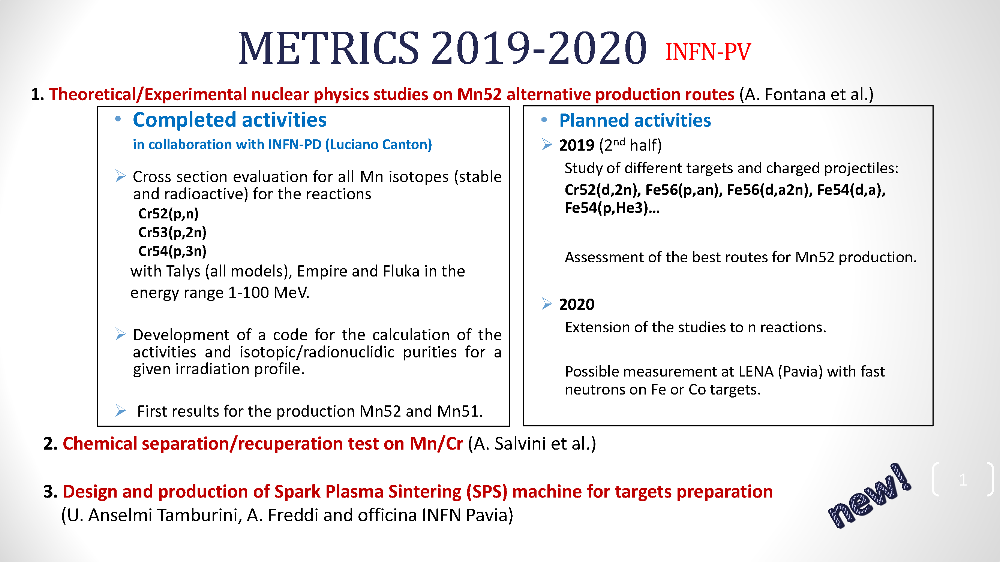 METRICS 2019-2020 INFN-PV
1. Theoretical/Experimental nuclear physics studies on Mn52 alternative production routes (A. Fontana et al.)
• Completed activities
in collaboration with INFN-PD (Luciano Canton)
➢ Cross section evaluation for all Mn isotopes (stable
and radioactive) for the reactions
Cr52(p,n)
Cr53(p,2n)
Cr54(p,3n)
with Talys (all models), Empire and Fluka in the
energy range 1-100 MeV.
➢ Development of a code for the calculation of the
activities and isotopic/radionuclidic purities for a
given irradiation profile.
➢ First results for the production Mn52 and Mn51.
• Planned activities
➢ 2019 (2nd half)
Study of different targets and charged projectiles:
Cr52(d,2n), Fe56(p,an), Fe56(d,a2n), Fe54(d,a),
Fe54(p,He3)...
Assessment of the best routes for Mn52 production.
➢ 2020
Extension of the studies to n reactions.
Possible measurement at LENA (Pavia) with fast
neutrons on Fe or Co targets.
2. Chemical separation/recuperation test on Mn/Cr (A. Salvini et al.)
3. Design and production of Spark Plasma Sintering (SPS) machine for targets preparation
(U. Anselmi Tamburini, A. Freddi and officina INFN Pavia)
new!
1